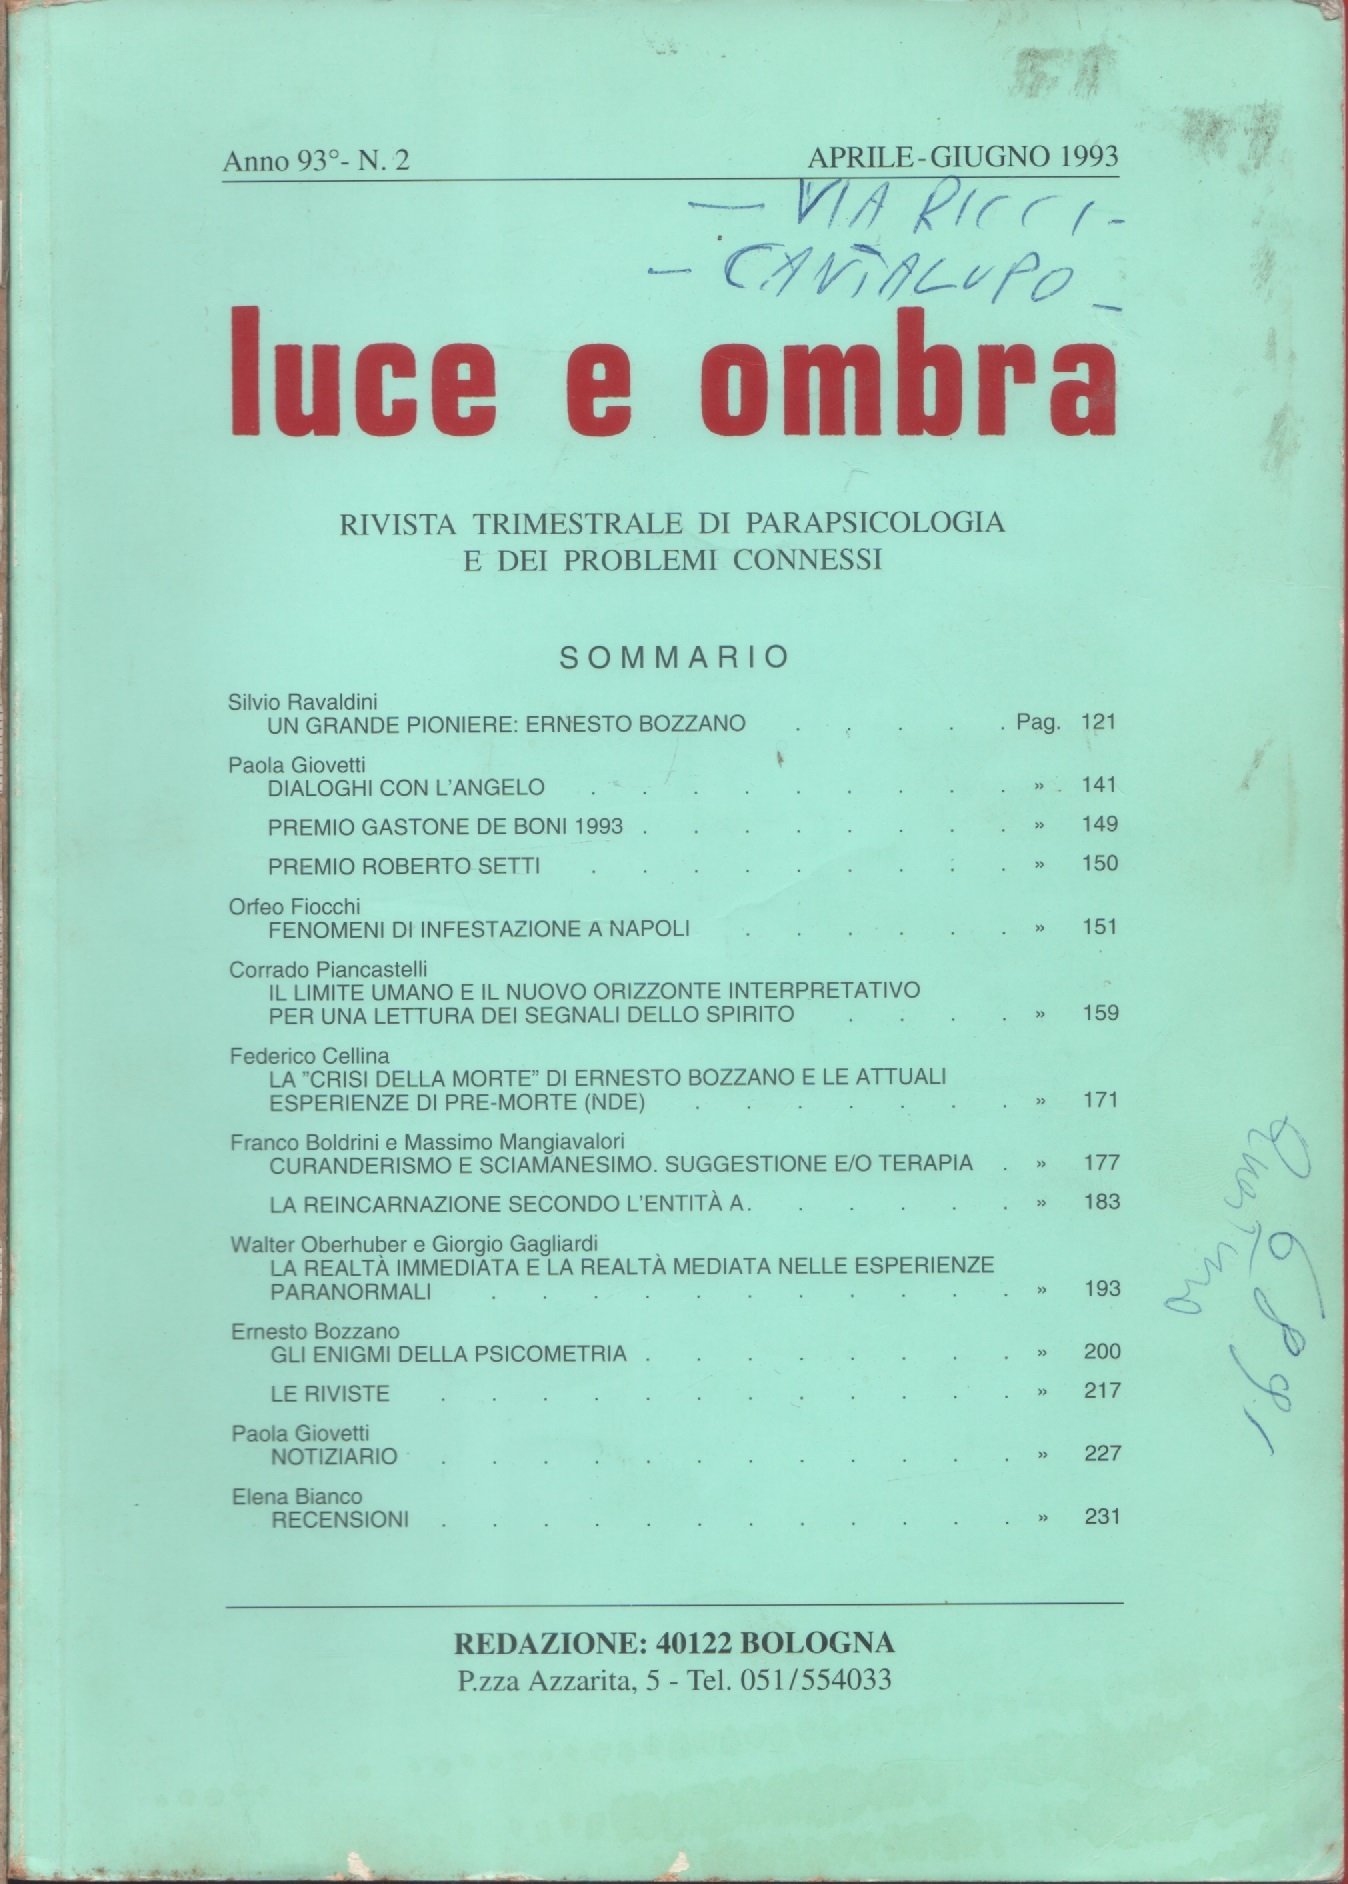 Anno 93°- N. 2 APRILE-GIUGNO 1993
— VIA RICCI -
- CANTALUPO -
luce e ombra
RIVISTA TRIMESTRALE DI PARAPSICOLOGIA
E DEI PROBLEMI CONNESSI
SOMMARIO
Silvio Ravaldini
UN GRANDE PIONIERE: ERNESTO BOZZANO . . . . . Pag. 121
Paola Giovetti
DIALOGHI CON L'ANGELO . . . . . . . . . » 141
PREMIO GASTONE DE BONI 1993 . . . . . . . . » 149
PREMIO ROBERTO SETTI . . . . . . . . . » 150
Orfeo Fiocchi
FENOMENI DI INFESTAZIONE A NAPOLI . . . . . . » 151
Corrado Piancastelli
IL LIMITE UMANO E IL NUOVO ORIZZONTE INTERPRETATIVO
PER UNA LETTURA DEI SEGNALI DELLO SPIRITO . . . . » 159
Federico Cellina
LA "CRISI DELLA MORTE" DI ERNESTO BOZZANO E LE ATTUALI
ESPERIENZE DI PRE-MORTE (NDE) . . . . . . . » 171
Franco Boldrini e Massimo Mangiavalori
CURANDERISMO E SCIAMANESIMO. SUGGESTIONE E/O TERAPIA . » 177
LA REINCARNAZIONE SECONDO L'ENTITÀ A. . . . . . » 183
Walter Oberhuber e Giorgio Gagliardi
LA REALTÀ IMMEDIATA E LA REALTÀ MEDIATA NELLE ESPERIENZE
PARANORMALI . . . . . . . . . . . » 193
Ernesto Bozzano
GLI ENIGMI DELLA PSICOMETRIA . . . . . . . . » 200
LE RIVISTE . . . . . . . . . . . . » 217
Paola Giovetti
NOTIZIARIO . . . . . . . . . . . . » 227
Elena Bianco
RECENSIONI . . . . . . . . . . . . » 231
REDAZIONE: 40122 BOLOGNA
P.zza Azzarita, 5 - Tel. 051/554033